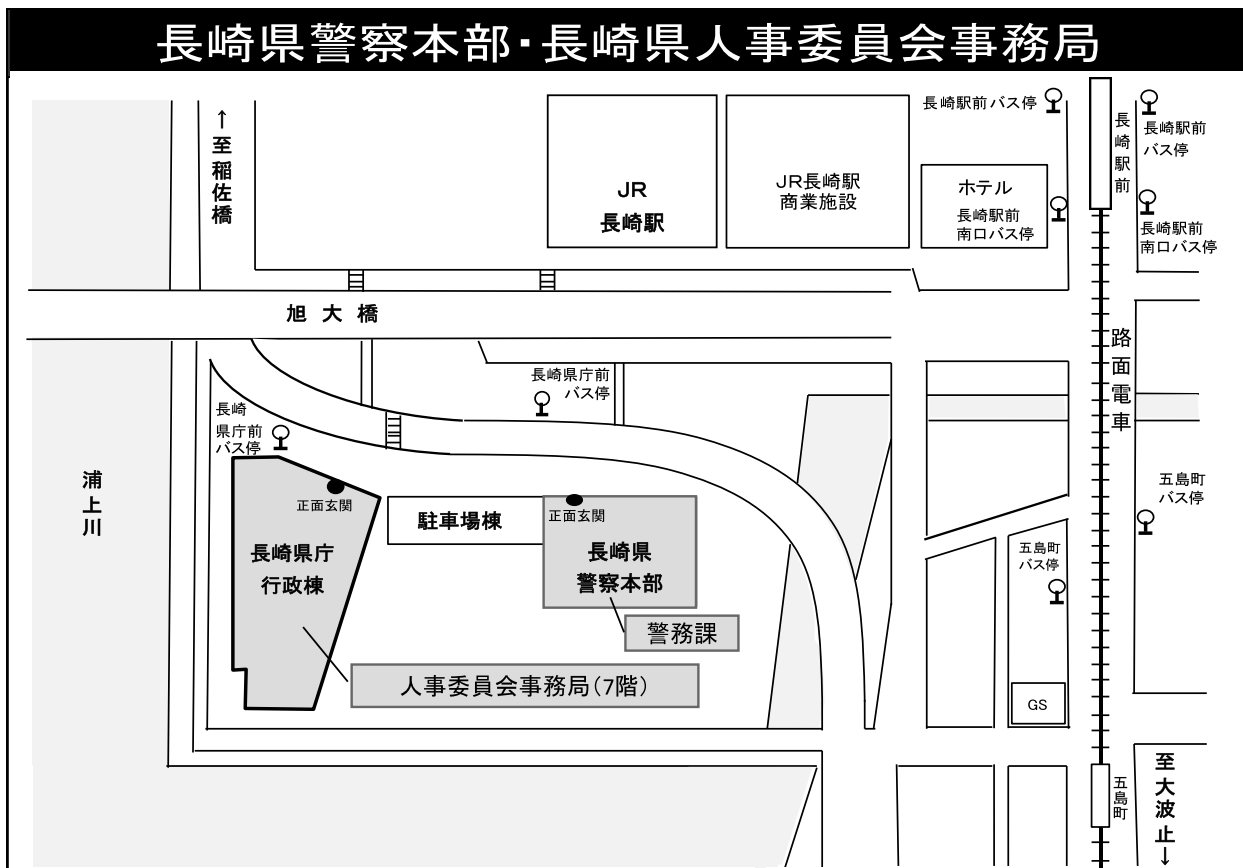 長崎県警察本部・長崎県人事委員会事務局
↑至稲佐橋
JR
長崎駅
JR長崎駅
商業施設
長崎駅前バス停
ホテル
長崎駅前
南口バス停
長崎駅前
長崎駅前
バス停
長崎駅前
南口バス停
旭大橋
路面電車
長崎県庁前
バス停
長崎
県庁前
バス停
浦上川
正面玄関
駐車場棟
正面玄関
長崎県庁
行政棟
長崎県
警察本部
警務課
人事委員会事務局(7階)
五島町
バス停
五島町
バス停
GS
五島町
至大波止↓